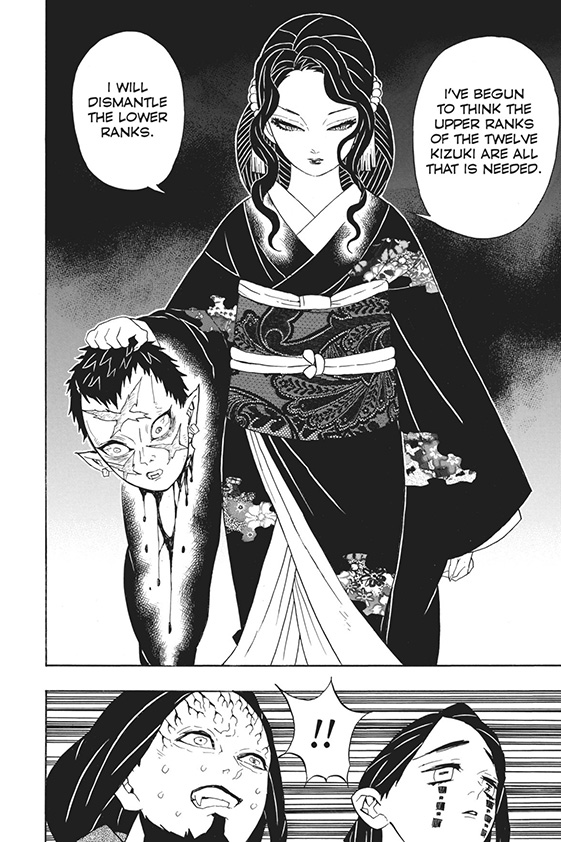 I'VE BEGUN
TO THINK THE
UPPER RANKS
OF THE TWELVE
KIZUKI ARE ALL
THAT IS NEEDED.
I WILL
DISMANTLE
THE LOWER
RANKS.
!!